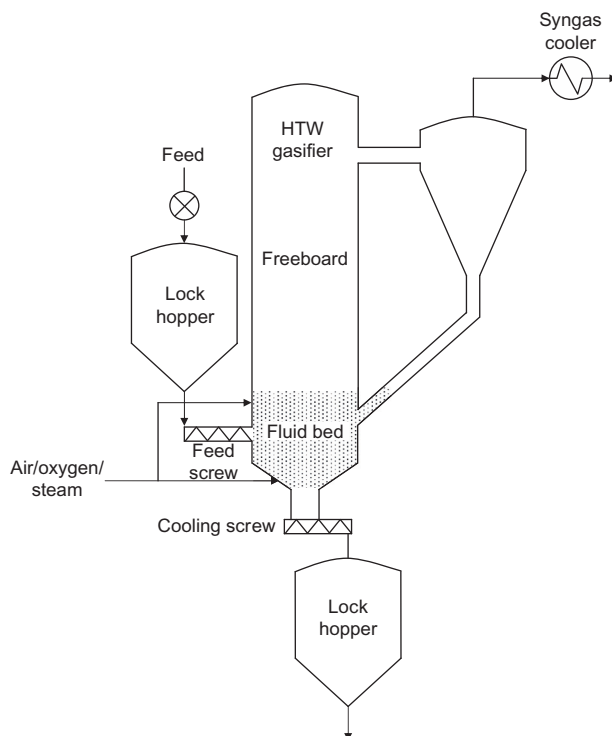 Syngas
cooler
HTW
gasifier
Feed
Freeboard
Lock
hopper
Fluid bed
Feed
screw
Air/oxygen/
steam
Cooling screw
Lock
hopper